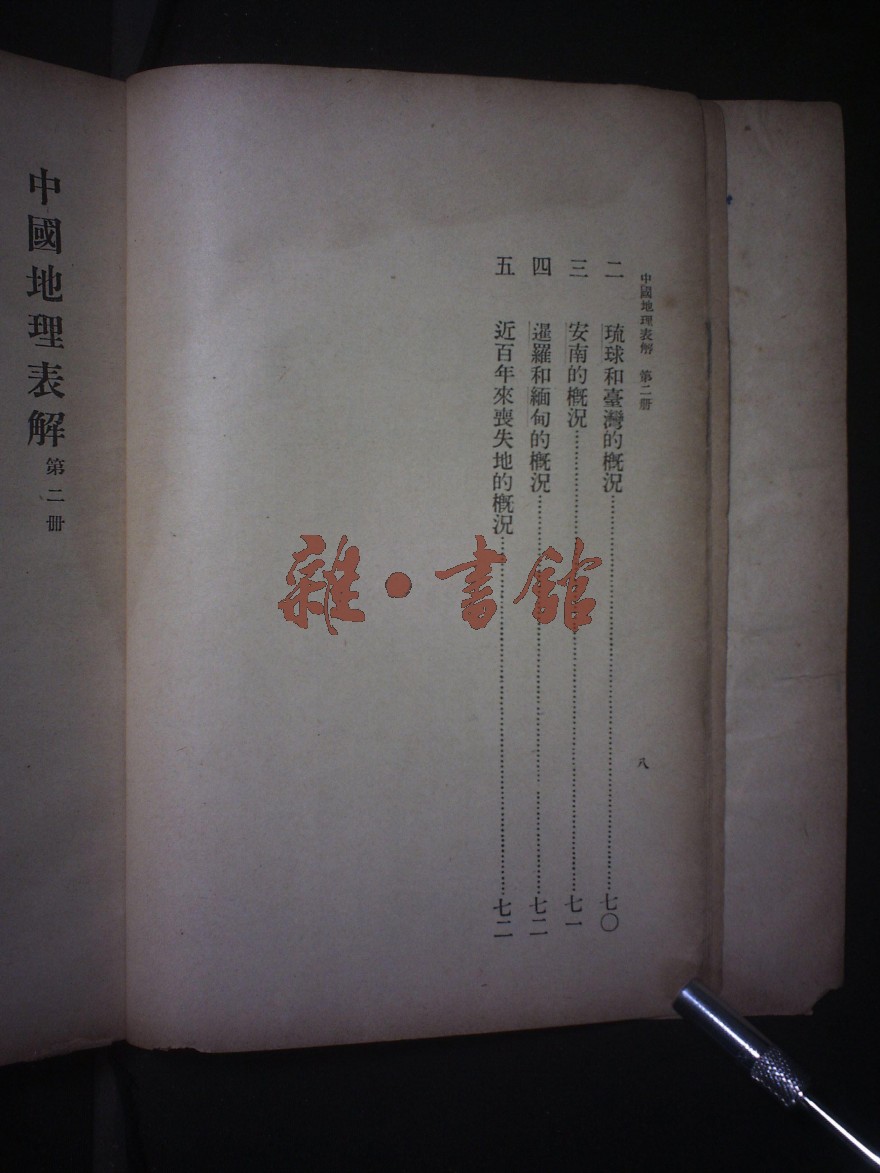 中國地理表解　第二册
八
二　琉球和臺灣的概況……七〇
三　安南的概況……七一
四　暹羅和緬甸的概況……七二
五　近百年來喪失地的概況……七二
中國地理表解 第二冊
雜・書館